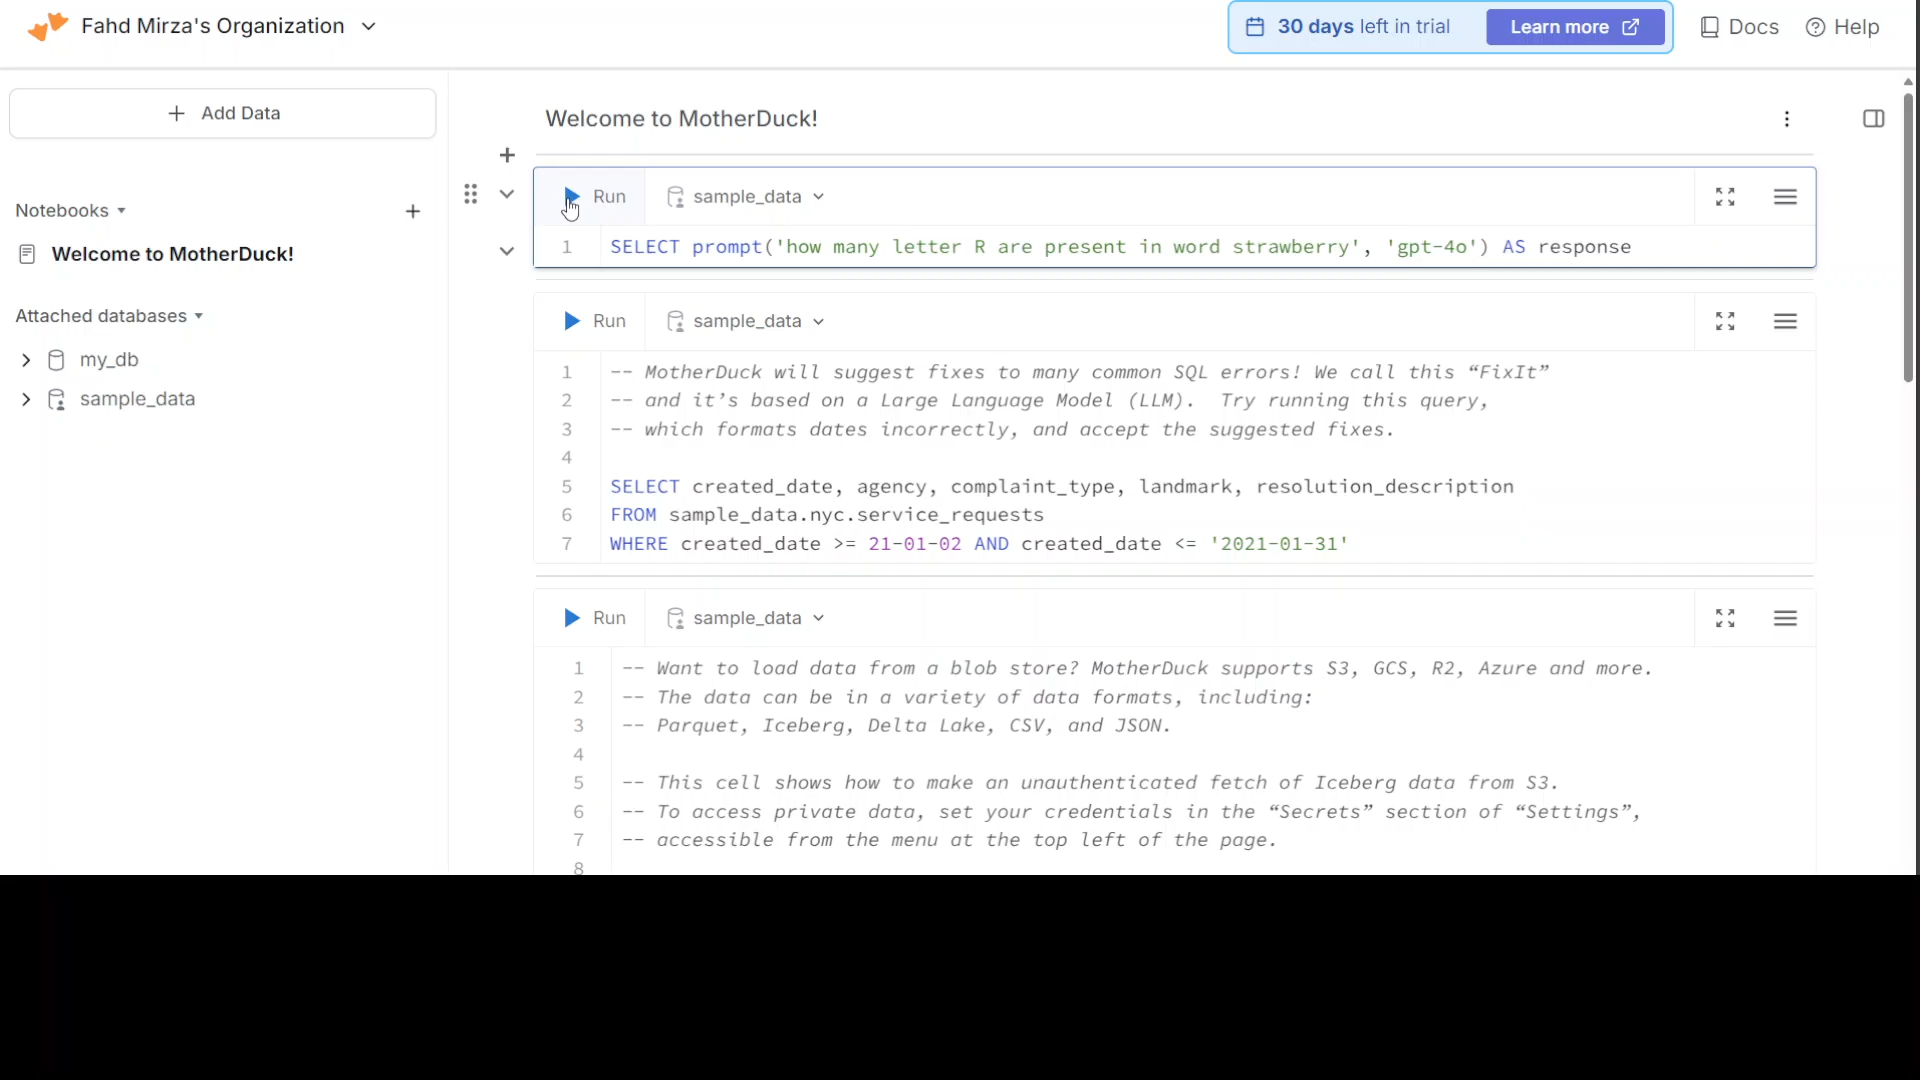 Fahd Mirza's Organization
30 days left in trial
Learn more
Docs
Help
+ Add Data
Notebooks
Welcome to MotherDuck!
Attached databases
my_db
sample_data
Welcome to MotherDuck!
Run
sample_data
1 SELECT prompt('how many letter R are present in word strawberry', 'gpt-4o') AS response
Run
sample_data
1 -- MotherDuck will suggest fixes to many common SQL errors! We call this “FixIt”
2 -- and it’s based on a Large Language Model (LLM).  Try running this query,
3 -- which formats dates incorrectly, and accept the suggested fixes.
4
5 SELECT created_date, agency, complaint_type, landmark, resolution_description
6 FROM sample_data.nyc.service_requests
7 WHERE created_date >= 21-01-02 AND created_date <= '2021-01-31'
Run
sample_data
1 -- Want to load data from a blob store? MotherDuck supports S3, GCS, R2, Azure and more.
2 -- The data can be in a variety of data formats, including:
3 -- Parquet, Iceberg, Delta Lake, CSV, and JSON.
4
5 -- This cell shows how to make an unauthenticated fetch of Iceberg data from S3.
6 -- To access private data, set your credentials in the “Secrets” section of “Settings”,
7 -- accessible from the menu at the top left of the page.
8